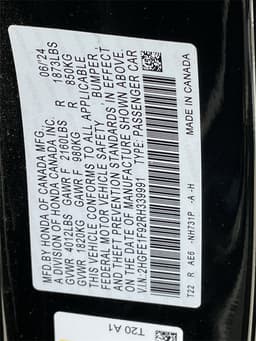 MFD.BY HONDA OF CANADA MFG. 06/24
A DIVISION OF HONDA CANADA INC.
GVWR 4012LBS GAWR F 2160LBS R 1873LBS
GVWR 1820KG GAWR F 980KG R 850KG
THIS VEHICLE CONFORMS TO ALL APPLICABLE
FEDERAL MOTOR VEHICLE SAFETY, BUMPER,
AND THEFT PREVENTION STANDARDS IN EFFECT
ON THE DATE OF MANUFACTURE SHOWN ABOVE.
V.I.N: 2HGFE1F92RH339991 TYPE:PASSENGER CAR
MADE IN CANADA
T22 R AE6 -NH731P -A -H
T20 A1